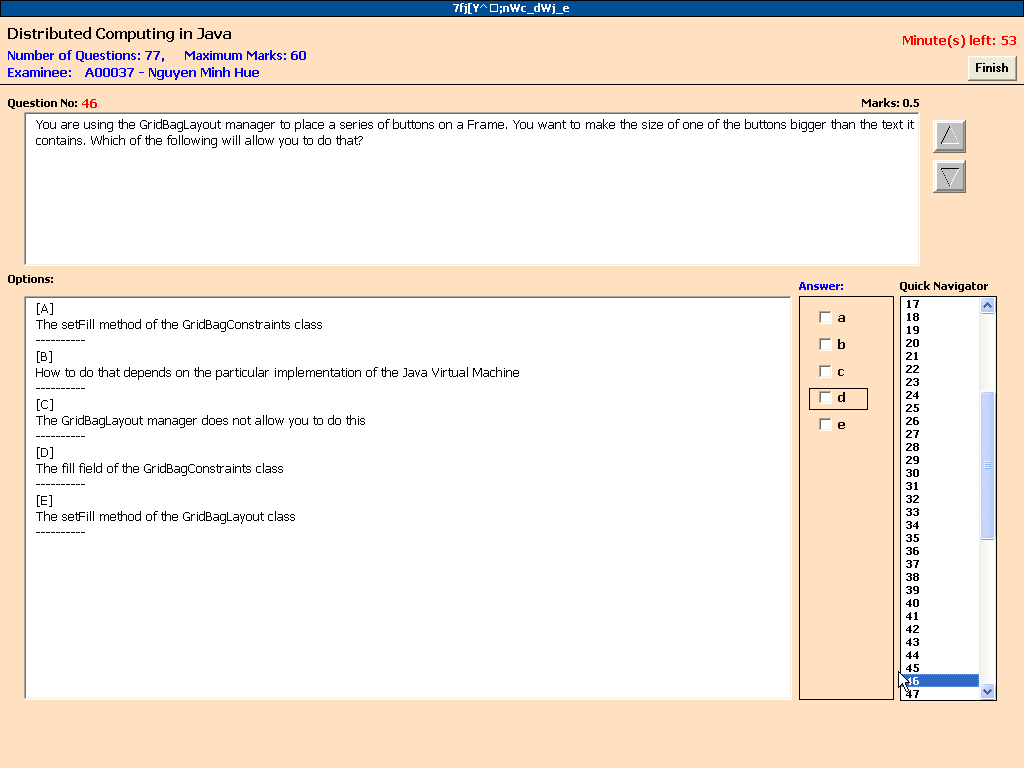 7fj[Y^ □;nWc_dWj_e
Distributed Computing in Java
Number of Questions: 77, Maximum Marks: 60
Minute(s) left: 53
Examinee: A00037 - Nguyen Minh Hue
Finish
Question No: 46
Marks: 0.5
You are using the GridBagLayout manager to place a series of buttons on a Frame. You want to make the size of one of the buttons bigger than the text it
contains. Which of the following will allow you to do that?
Options:
Answer:
Quick Navigator
[A]
The setFill method of the GridBagConstraints class
----------
[B]
How to do that depends on the particular implementation of the Java Virtual Machine
----------
[C]
The GridBagLayout manager does not allow you to do this
----------
[D]
The fill field of the GridBagConstraints class
----------
[E]
The setFill method of the GridBagLayout class
----------
a
b
c
d
e
17
18
19
20
21
22
23
24
25
26
27
28
29
30
31
32
33
34
35
36
37
38
39
40
41
42
43
44
45
46
47